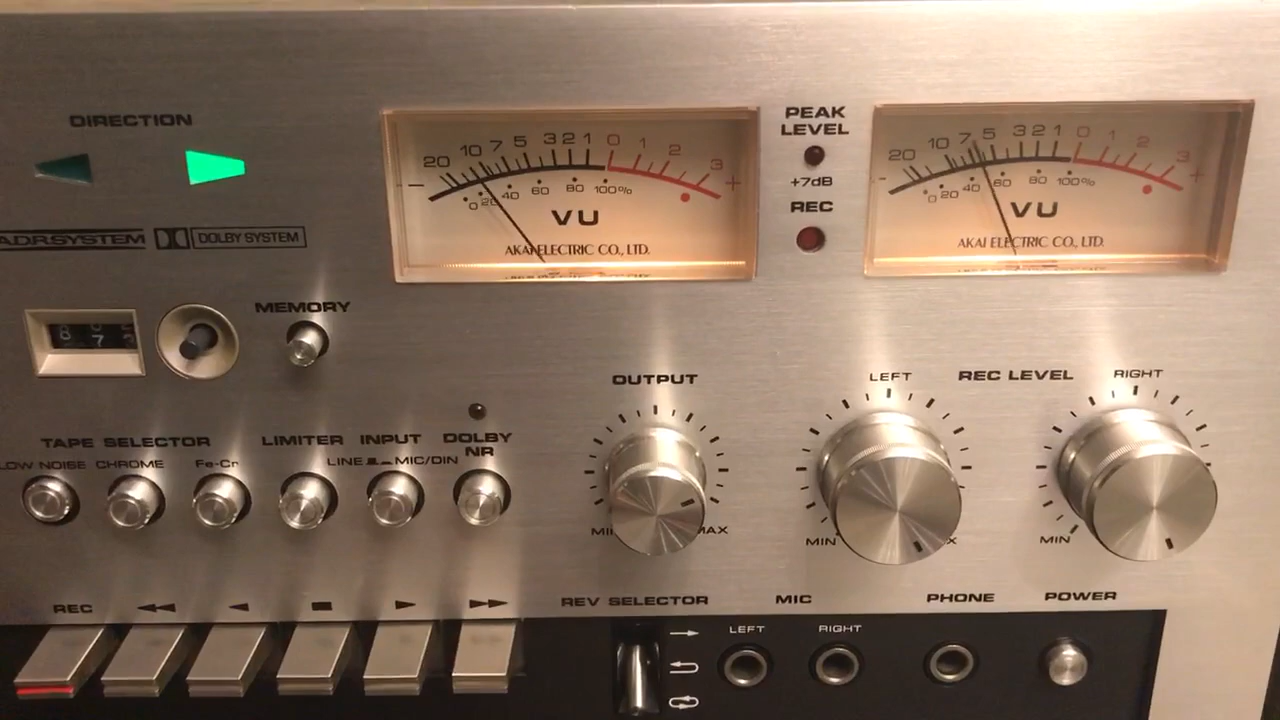 DIRECTION
20 10 7 5 3 2 1 0 1 2 3
- +
0 20 40 60 80 100%
VU
AKAI ELECTRIC CO., LTD.
PEAK
LEVEL
+7dB
REC
20 10 7 5 3 2 1 0 1 2 3
- +
0 20 40 60 80 100%
VU
AKAI ELECTRIC CO., LTD.
A.D.R.SYSTEM DOLBY SYSTEM
MEMORY
7
OUTPUT
LEFT REC LEVEL RIGHT
TAPE SELECTOR LIMITER INPUT DOLBY
NR
LOW NOISE CHROME Fe-Cr LINE MIC/DIN
MIN MAX MIN MIN
REC
REV SELECTOR MIC PHONE POWER
LEFT RIGHT